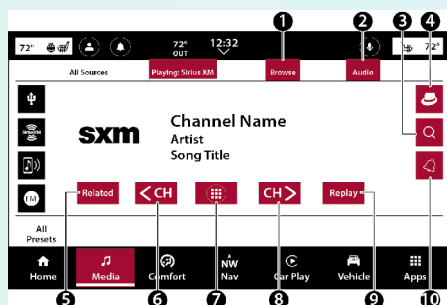 1 2 3 4
72° 72° OUT 12:32 72°
All Sources Playing: Sirius XM Browse Audio
SiriusXM
sxm
Channel Name
Artist
Song Title
FM
Related <CH CH> Replay
All Presets
NW
Home Media Comfort Nav Car Play Vehicle Apps
5 6 7 8 9 10